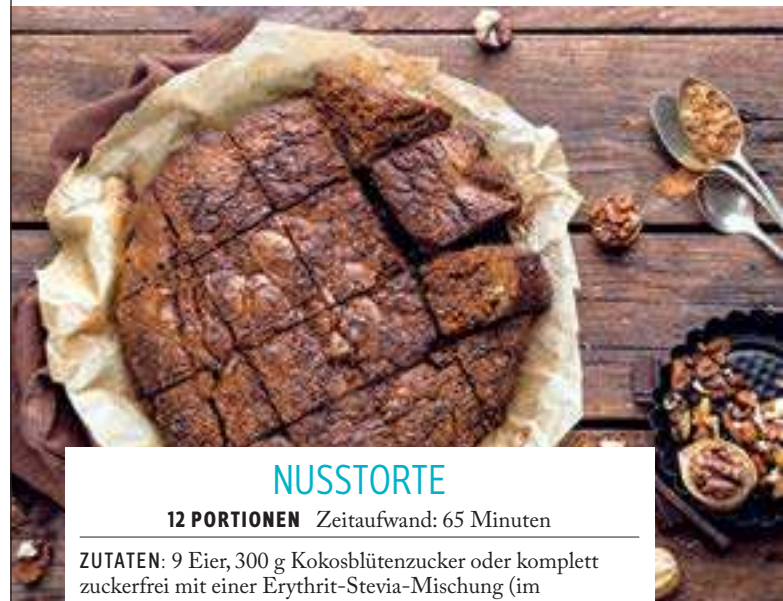 NUSSTORTE
12 PORTIONEN Zeitaufwand: 65 Minuten
ZUTATEN: 9 Eier, 300 g Kokosblütenzucker oder komplett
zuckerfrei mit einer Erythrit-Stevia-Mischung (im